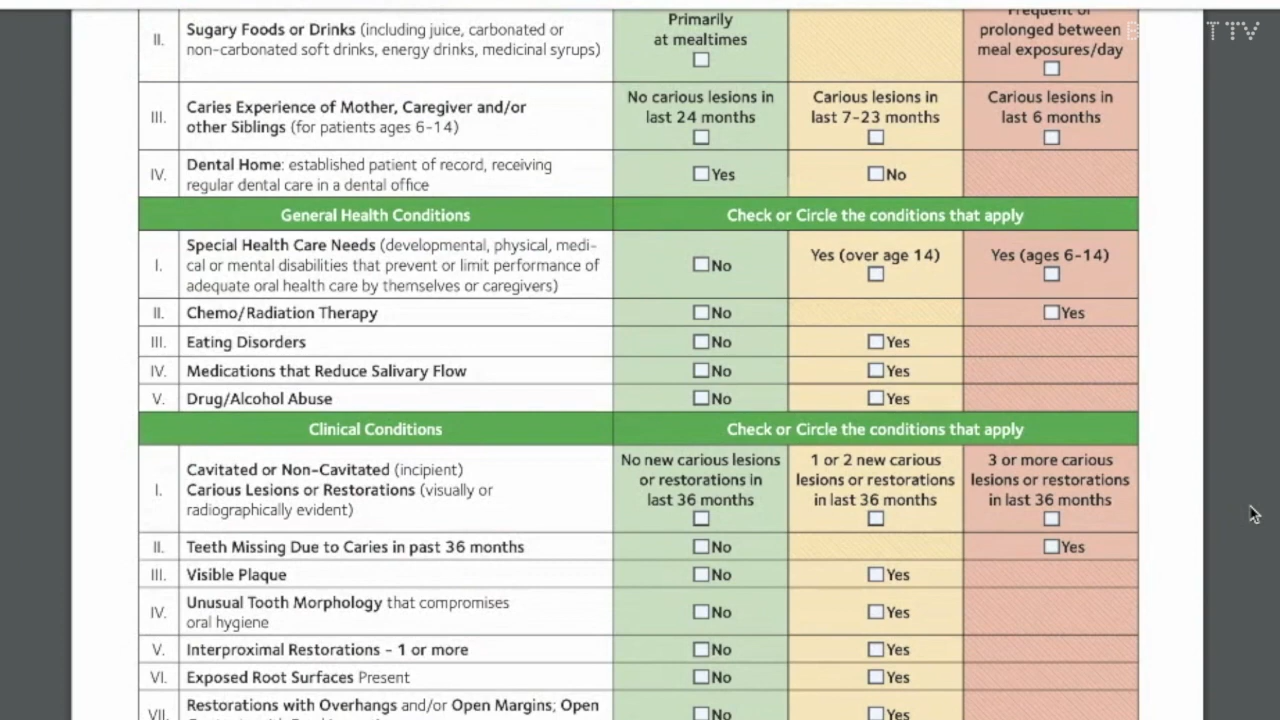 Primarily
at mealtimes
II.
Sugary Foods or Drinks (including juice, carbonated or
non-carbonated soft drinks, energy drinks, medicinal syrups)
Frequent or
prolonged between
meal exposures/day
TTV
III.
Caries Experience of Mother, Caregiver and/or
other Siblings (for patients ages 6-14)
No carious lesions in
last 24 months
Carious lesions in
last 7-23 months
Carious lesions in
last 6 months
IV.
Dental Home: established patient of record, receiving
regular dental care in a dental office
Yes
No
General Health Conditions
Check or Circle the conditions that apply
I.
Special Health Care Needs (developmental, physical, medi-
cal or mental disabilities that prevent or limit performance of
adequate oral health care by themselves or caregivers)
No
Yes (over age 14)
Yes (ages 6-14)
II.
Chemo/Radiation Therapy
No
Yes
III.
Eating Disorders
No
Yes
IV.
Medications that Reduce Salivary Flow
No
Yes
V.
Drug/Alcohol Abuse
No
Yes
Clinical Conditions
Check or Circle the conditions that apply
I.
Cavitated or Non-Cavitated (incipient)
Carious Lesions or Restorations (visually or
radiographically evident)
No new carious lesions
or restorations in
last 36 months
1 or 2 new carious
lesions or restorations
in last 36 months
3 or more carious
lesions or restorations
in last 36 months
II.
Teeth Missing Due to Caries in past 36 months
No
Yes
III.
Visible Plaque
No
Yes
IV.
Unusual Tooth Morphology that compromises
oral hygiene
No
Yes
V.
Interproximal Restorations - 1 or more
No
Yes
VI.
Exposed Root Surfaces Present
No
Yes
VII.
Restorations with Overhangs and/or Open Margins; Open
No
Yes